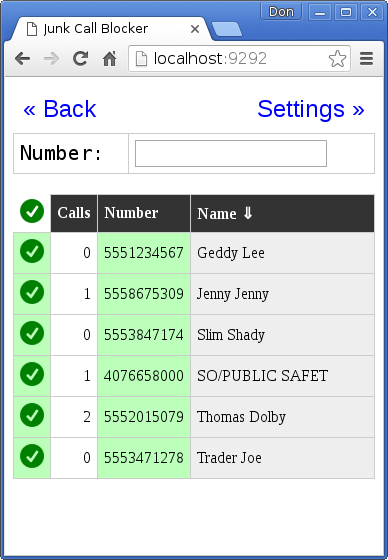 Don
Junk Call Blocker
localhost:9292
« Back Settings »
Number:
Calls Number Name ⇓
0 5551234567 Geddy Lee
1 5558675309 Jenny Jenny
0 5553847174 Slim Shady
1 4076658000 SO/PUBLIC SAFET
2 5552015079 Thomas Dolby
0 5553471278 Trader Joe